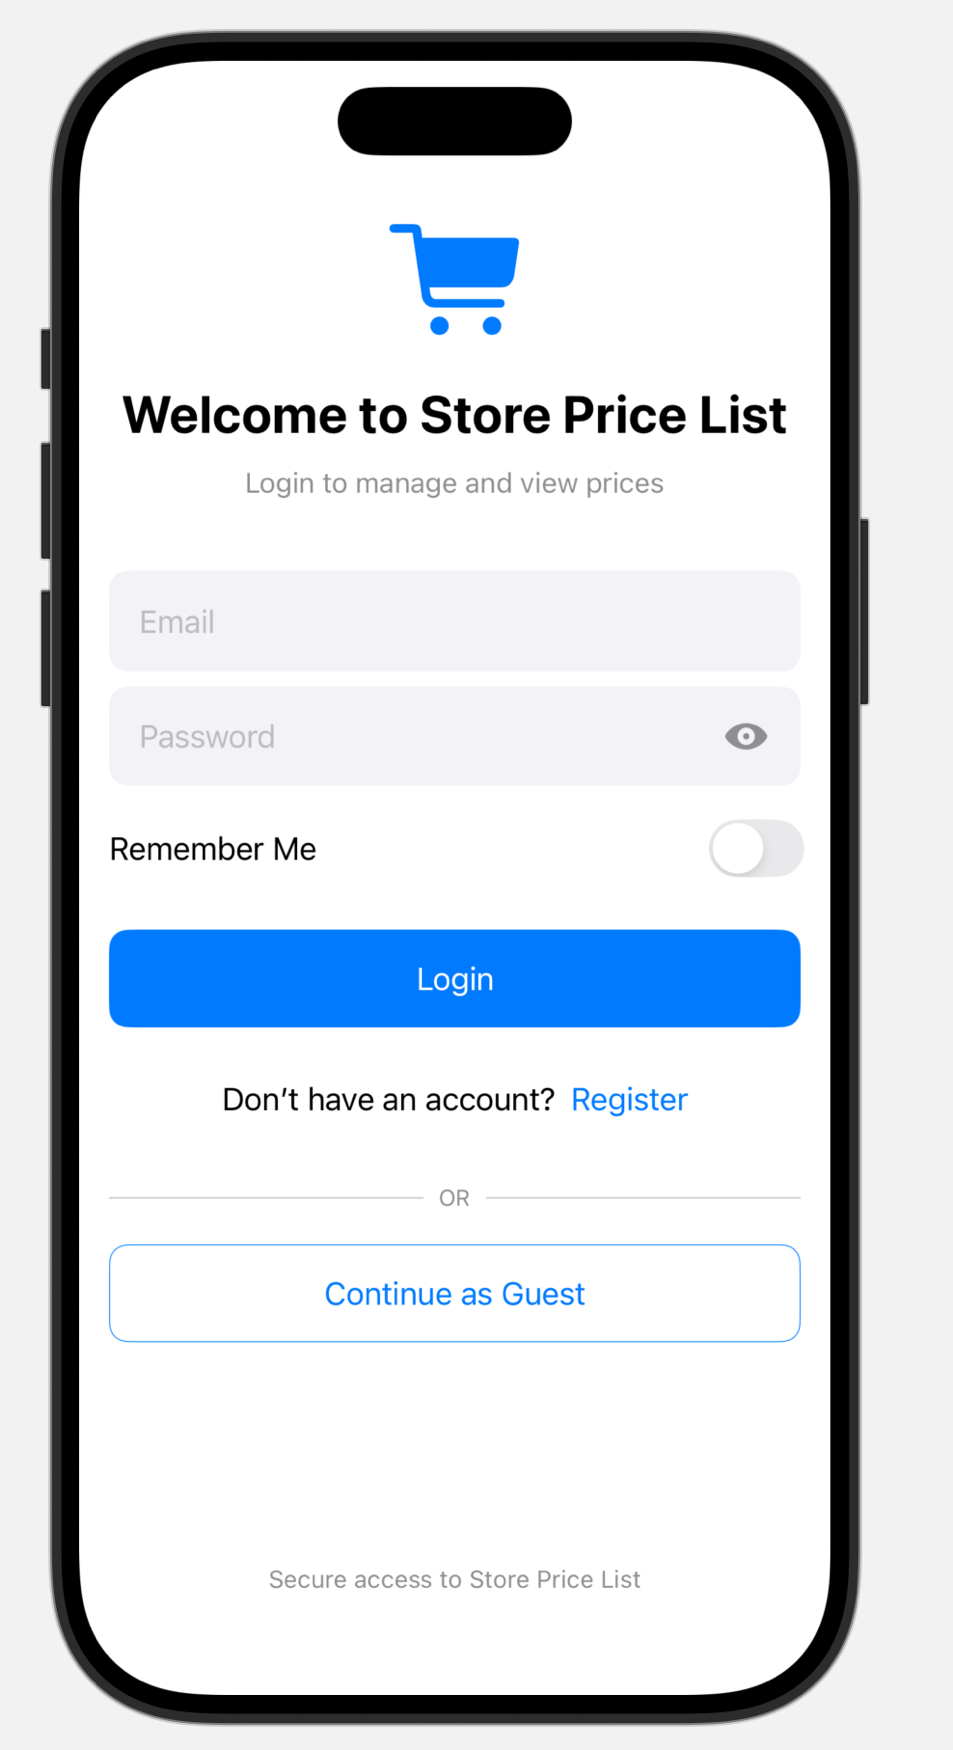 Welcome to Store Price List
Login to manage and view prices
Email
Password
Remember Me
Login
Don’t have an account? Register
OR
Continue as Guest
Secure access to Store Price List